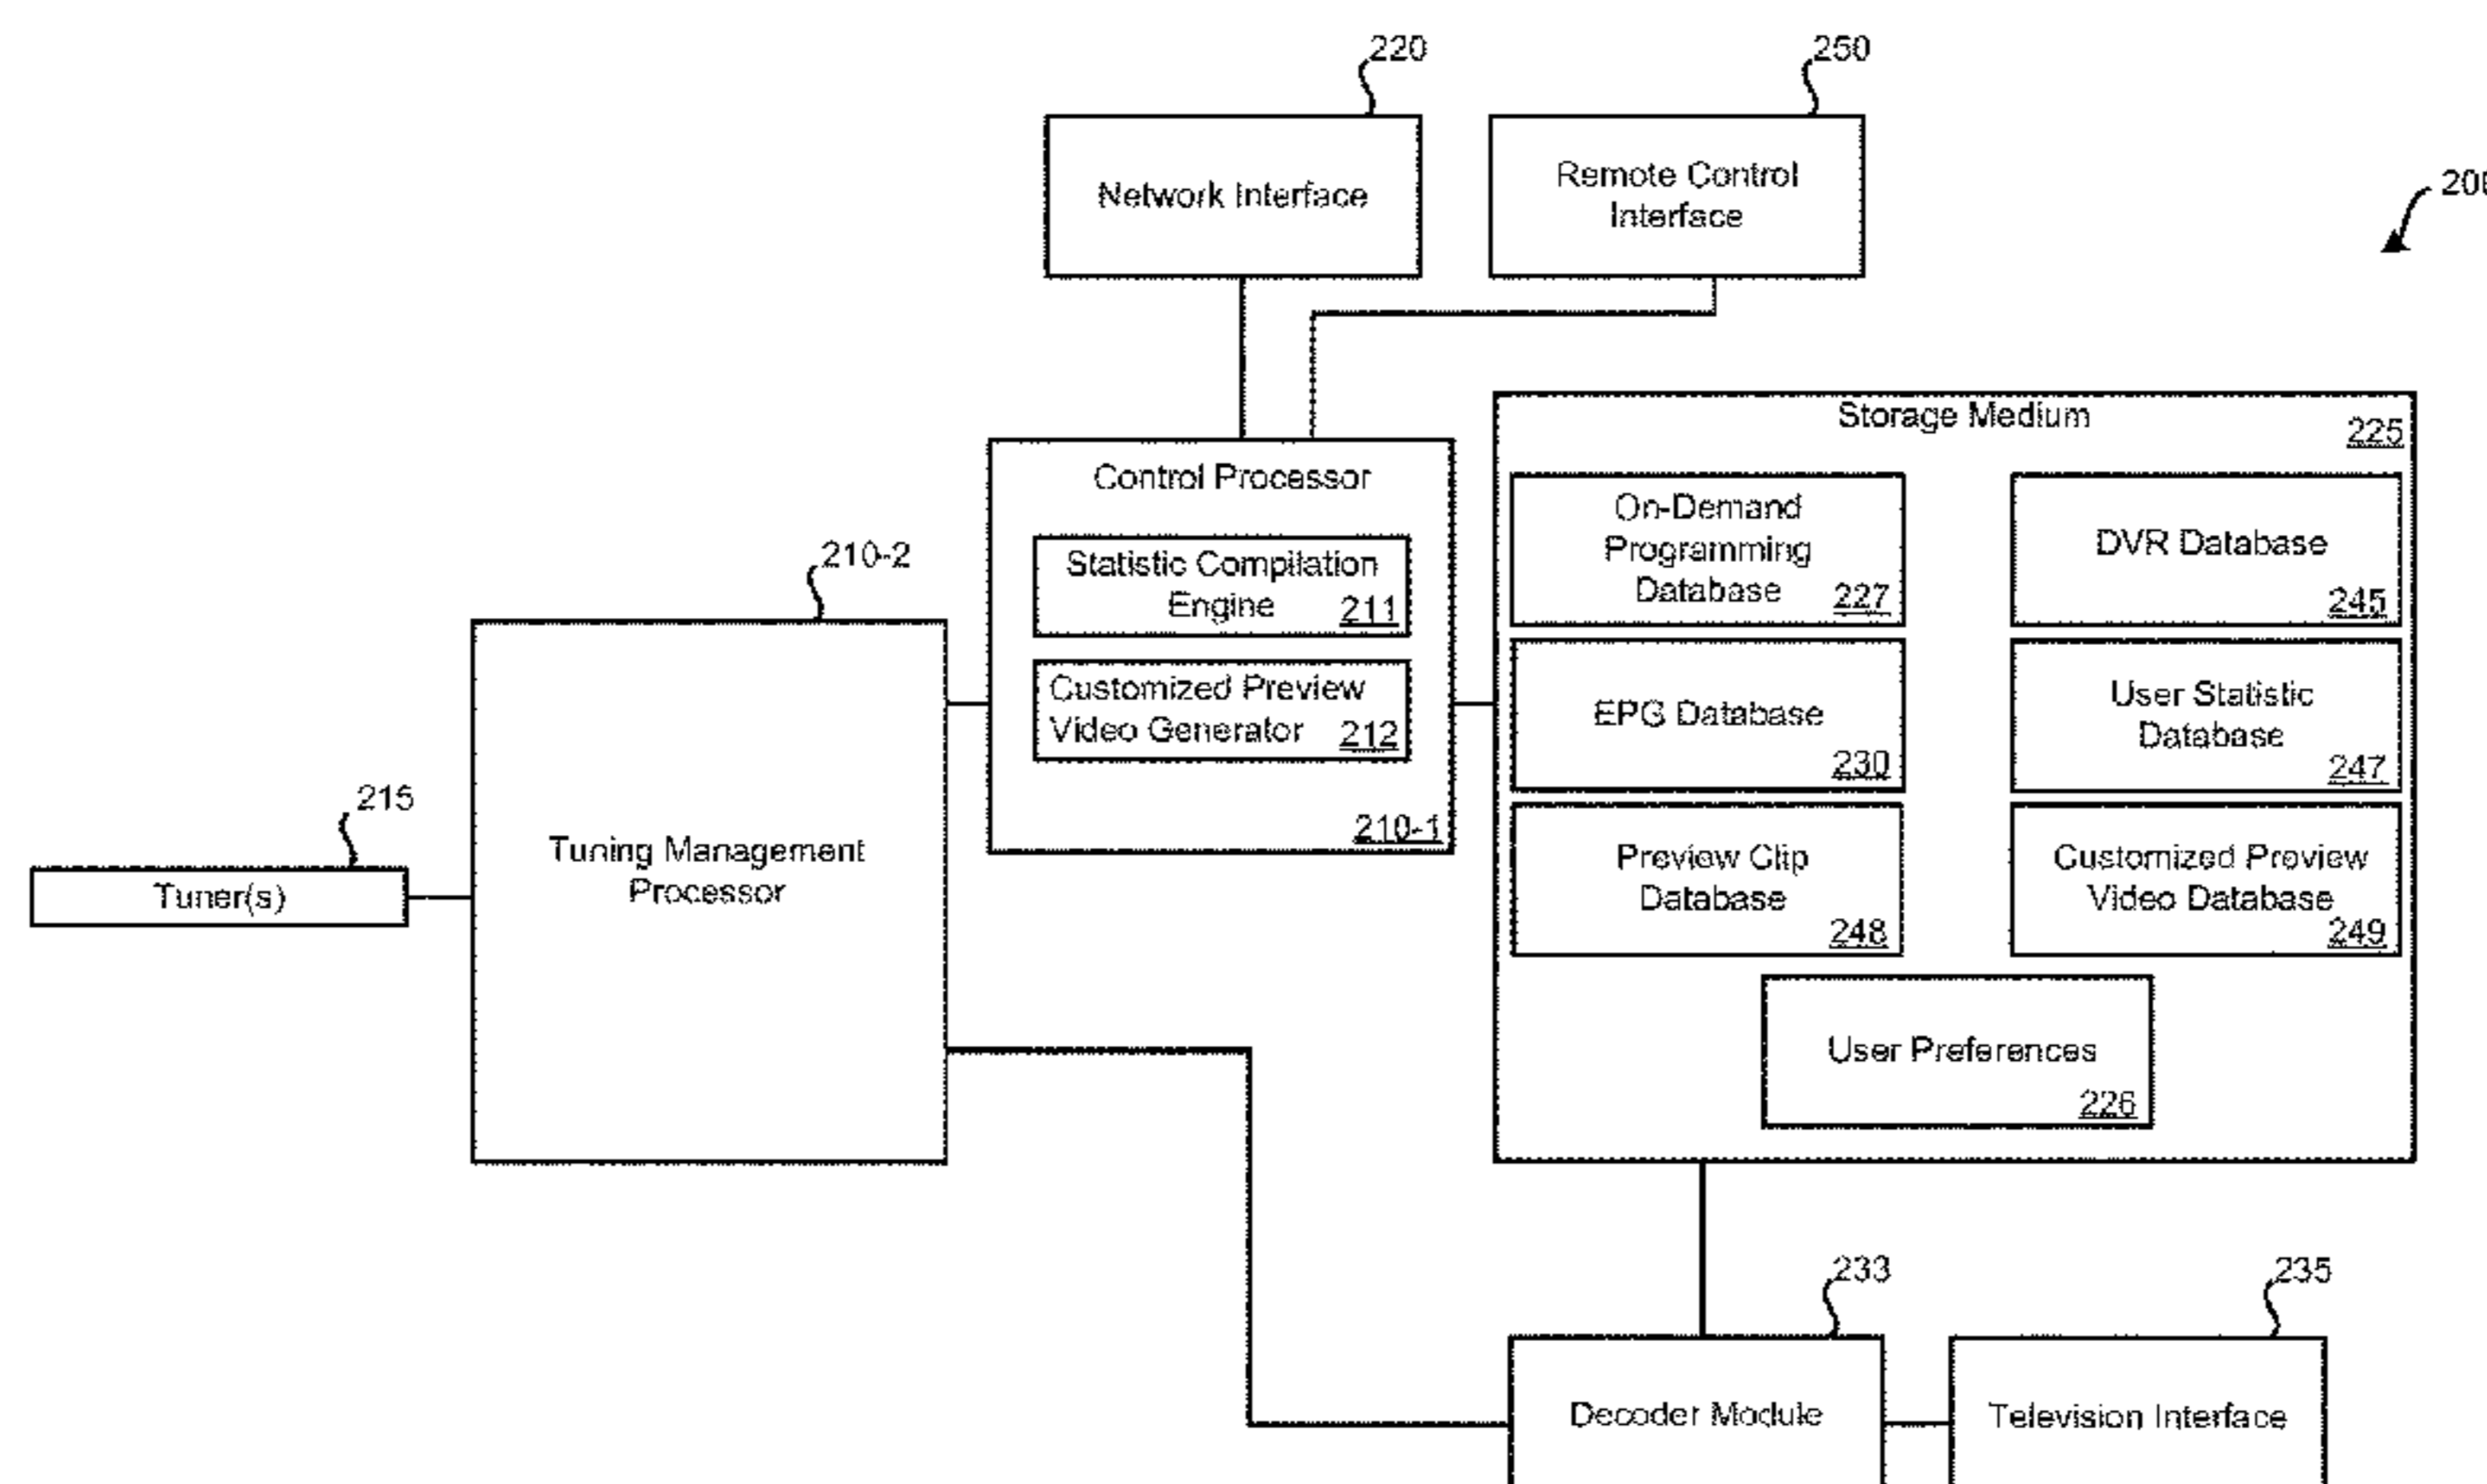 220
250
Network Interface
Remote Control
Interface
Storage Medium
225
Control Processor
Statistic Compilation
Engine
211
Customized Preview
Video Generator
212
210-1
On-Demand
Programming
Database
227
DVR Database
245
EPG Database
230
User Statistic
Database
247
Preview Clip
Database
248
Customized Preview
Video Database
249
User Preferences
226
210-2
Tuning Management
Processor
215
Tuner(s)
233
235
Decoder Module
Television Interface